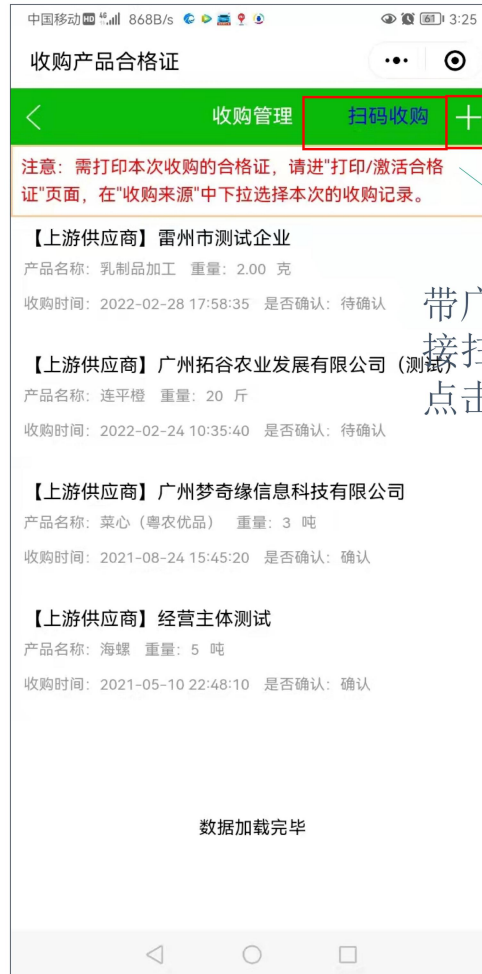 中国移动 HD 46 868B/s 61 3:25
收购产品合格证
收购管理 扫码收购
注意：需打印本次收购的合格证，请进"打印/激活合格
证"页面，在"收购来源"中下拉选择本次的收购记录。
【上游供应商】雷州市测试企业
产品名称：乳制品加工 重量：2.00 克
收购时间：2022-02-28 17:58:35 是否确认：待确认
【上游供应商】广州拓谷农业发展有限公司（测试）
产品名称：连平橙 重量：20 斤
收购时间：2022-02-24 10:35:40 是否确认：待确认
【上游供应商】广州梦奇缘信息科技有限公司
产品名称：菜心（粤农优品） 重量：3 吨
收购时间：2021-08-24 15:45:20 是否确认：确认
【上游供应商】经营主体测试
产品名称：海螺 重量：5 吨
收购时间：2021-05-10 22:48:10 是否确认：确认
数据加载完毕
带广
接扫
点击